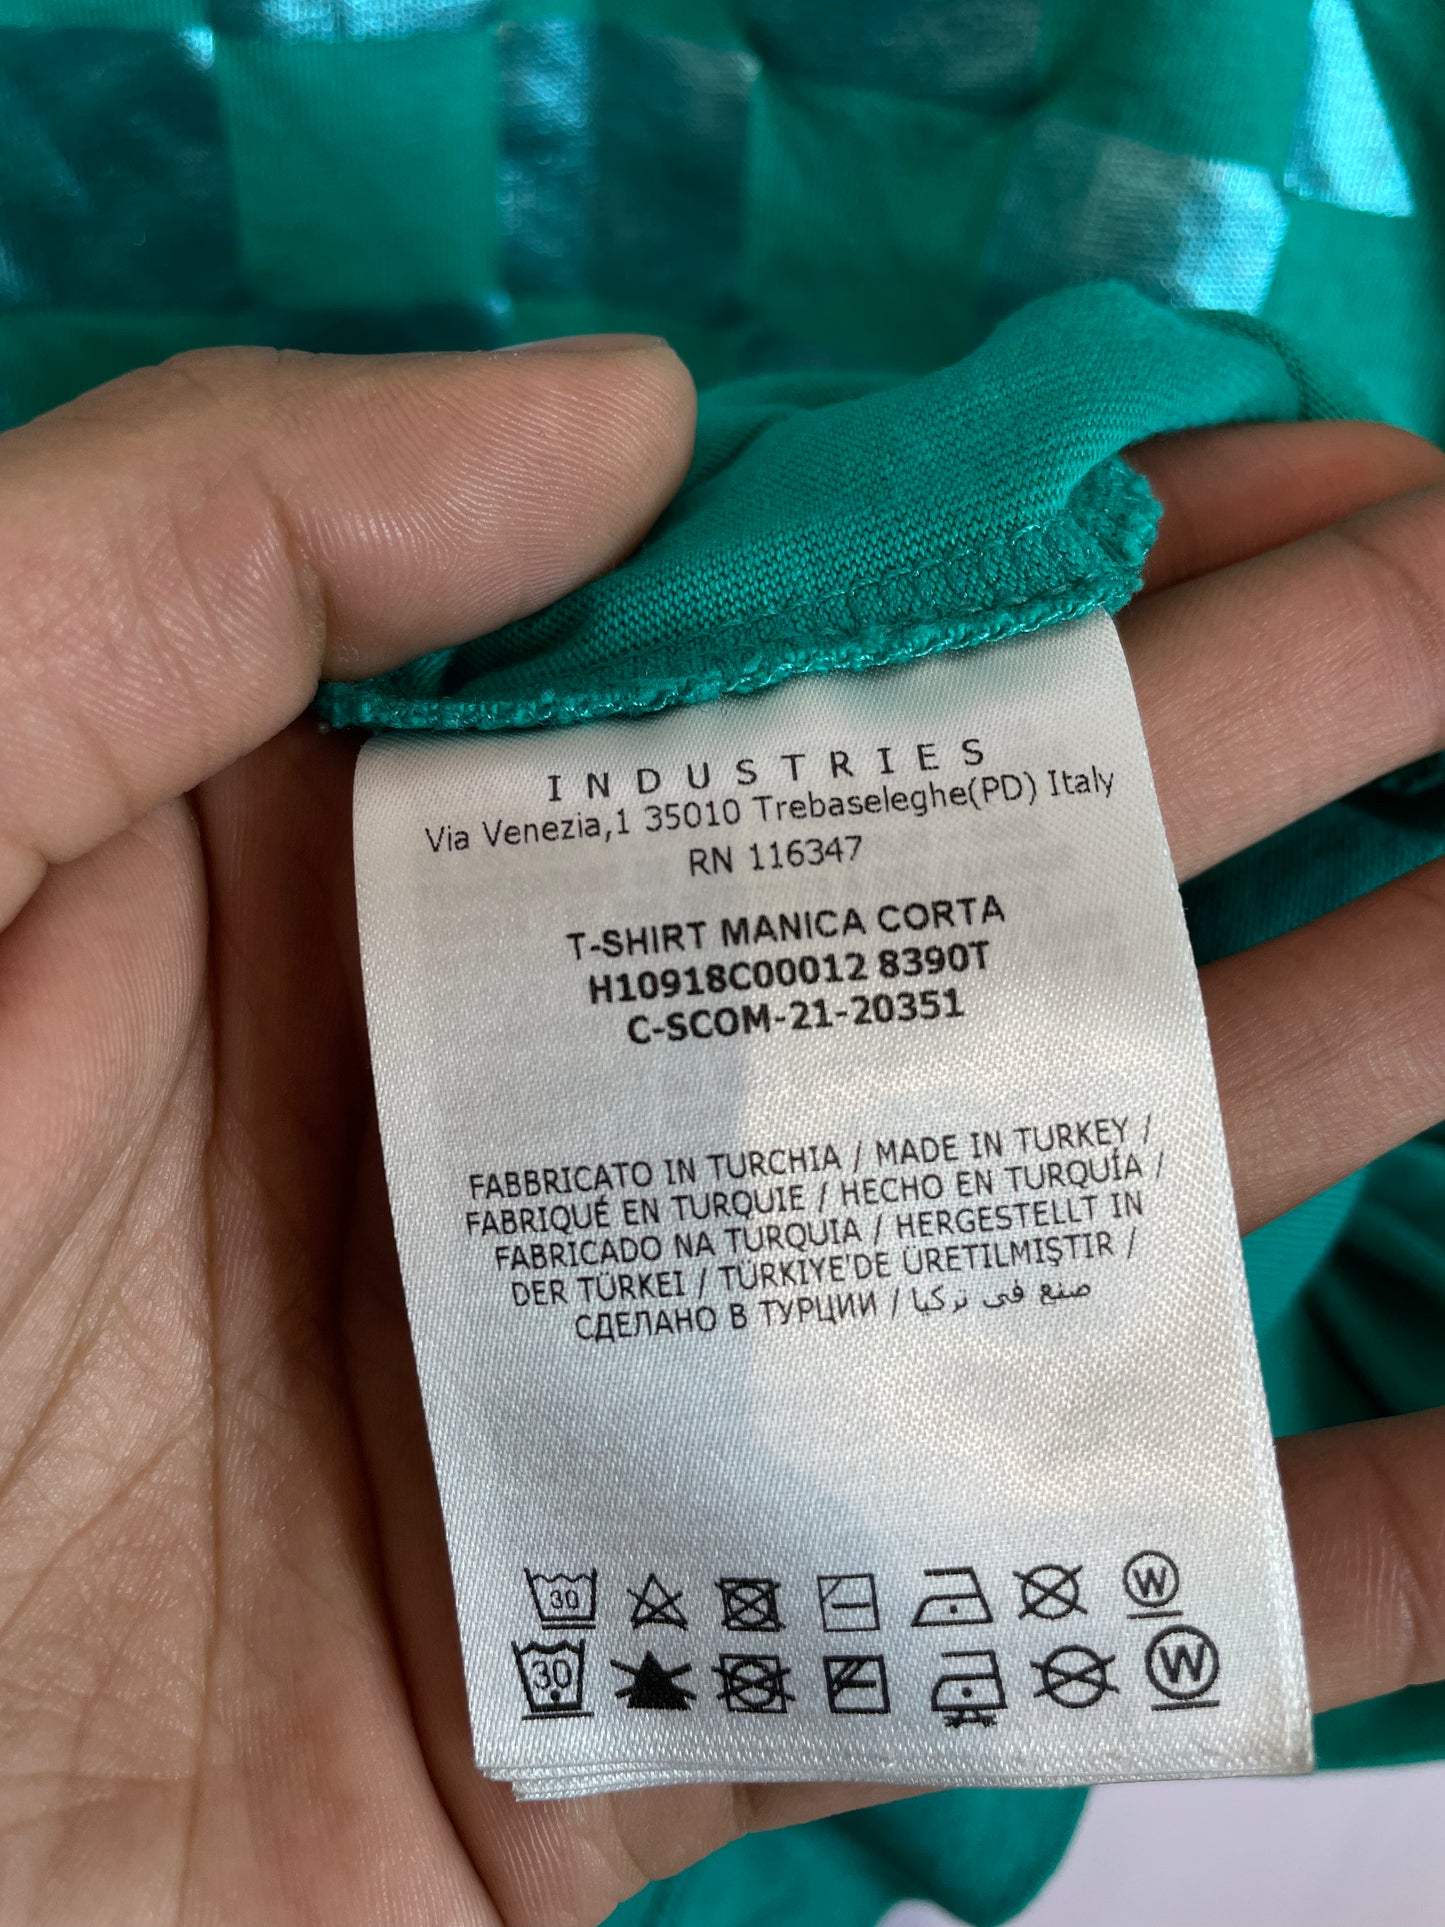 INDUSTRIES
Via Venezia,1 35010 Trebaseleghe(PD) Italy
RN 116347
T-SHIRT MANICA CORTA
H10918C00012 8390T
C-SCOM-21-20351
FABBRICATO IN TURCHIA / MADE IN TURKEY /
FABRIQUÉ EN TURQUIE / HECHO EN TURQUÍA /
FABRICADO NA TURQUIA / HERGESTELLT IN
DER TÜRKEI / TÜRKIYE'DE ÜRETILMIŞTIR /
СДЕЛАНО В ТУРЦИИ / صنع في تركيا
30 W
30 W